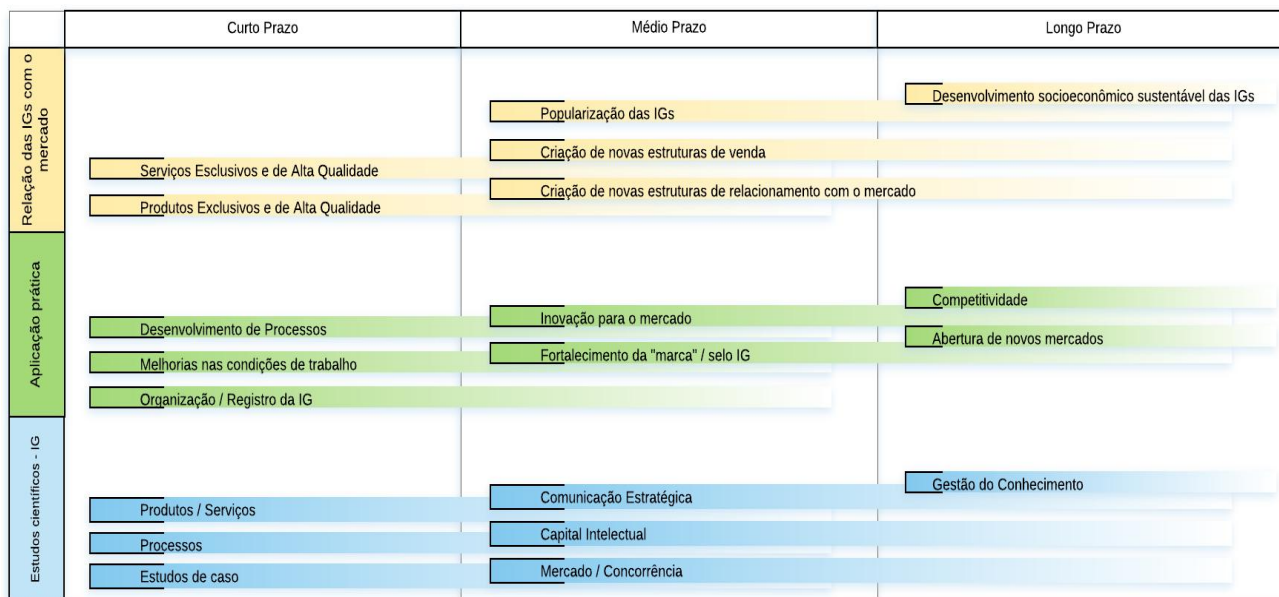 Curto Prazo
Médio Prazo
Longo Prazo
Relação das IGs com o
mercado
Desenvolvimento socioeconômico sustentável das IGs
Popularização das IGs
Criação de novas estruturas de venda
Serviços Esclusivos e de Alta Qualidade
Criação de novas estruturas de relacionamento com o mercado
Produtos Exclusivos e de Alta Qualidade
Aplicação prática
Competitividade
Inovação para o mercado
Desenvolvimento de Processos
Abertura de novos mercados
Fortalecimento da "marca" / selo IG
Melhorias nas condições de trabalho
Organização / Registro da IG
Estudos científicos - IG
Gestão do Conhecimento
Comunicação Estratégica
Produtos / Serviços
Capital Intelectual
Processos
Mercado / Concorrência
Estudos de caso